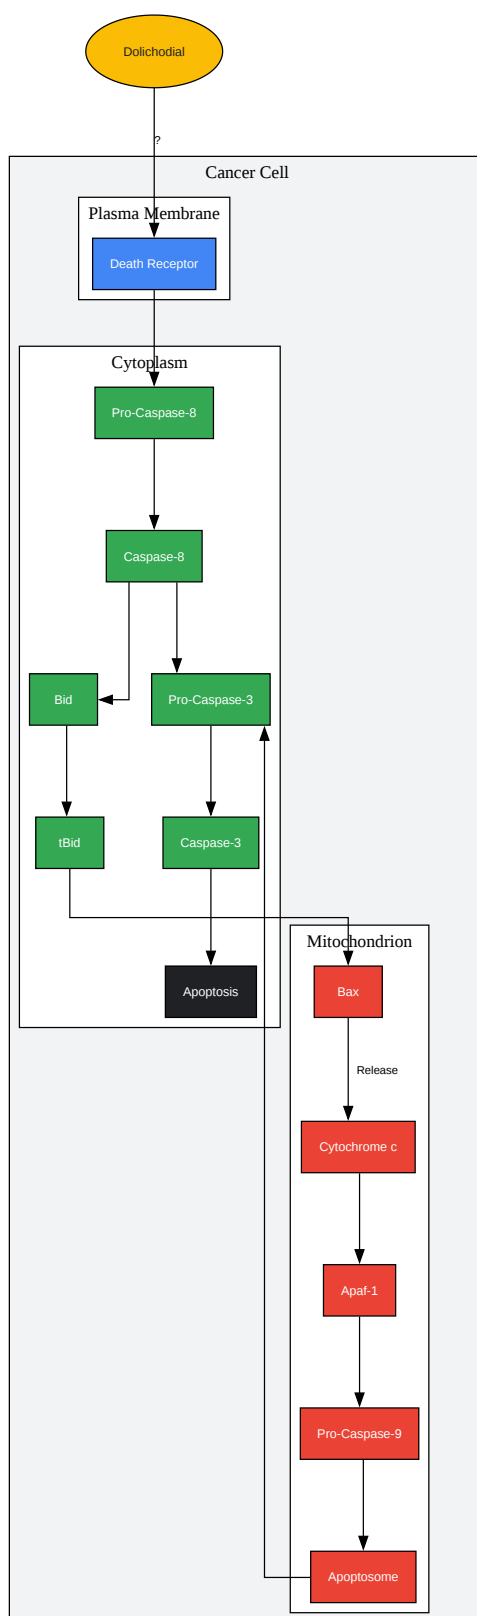 Dolichodial
?
Cancer Cell
Plasma Membrane
Death Receptor
Cytoplasm
Pro-Caspase-8
Caspase-8
Bid
Pro-Caspase-3
tBid
Caspase-3
Mitochondrion
Apoptosis
Bax
Release
Cytochrome c
Apaf-1
Pro-Caspase-9
Apoptosome